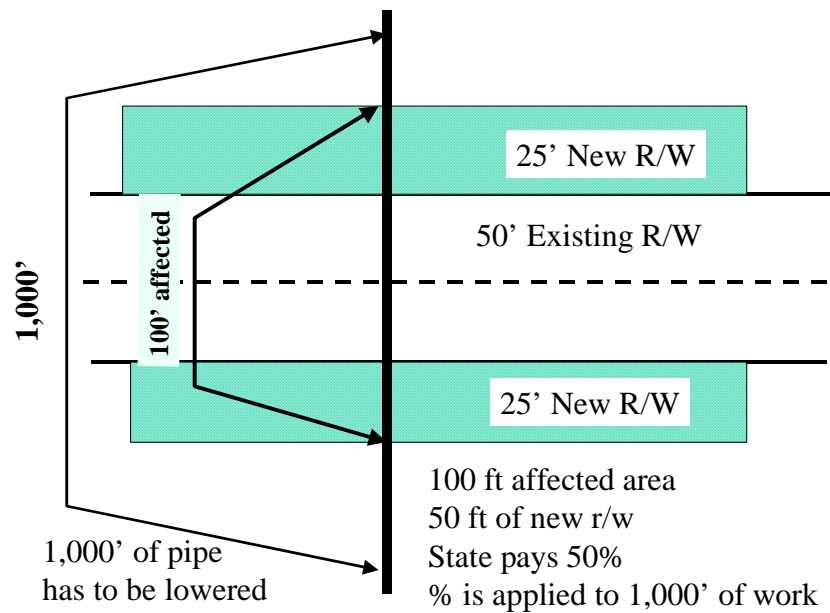 25’ New R/W
50’ Existing R/W
1,000’
100’ affected
25’ New R/W
100 ft affected area
50 ft of new r/w
State pays 50%
% is applied to 1,000’ of work
1,000’ of pipe
has to be lowered